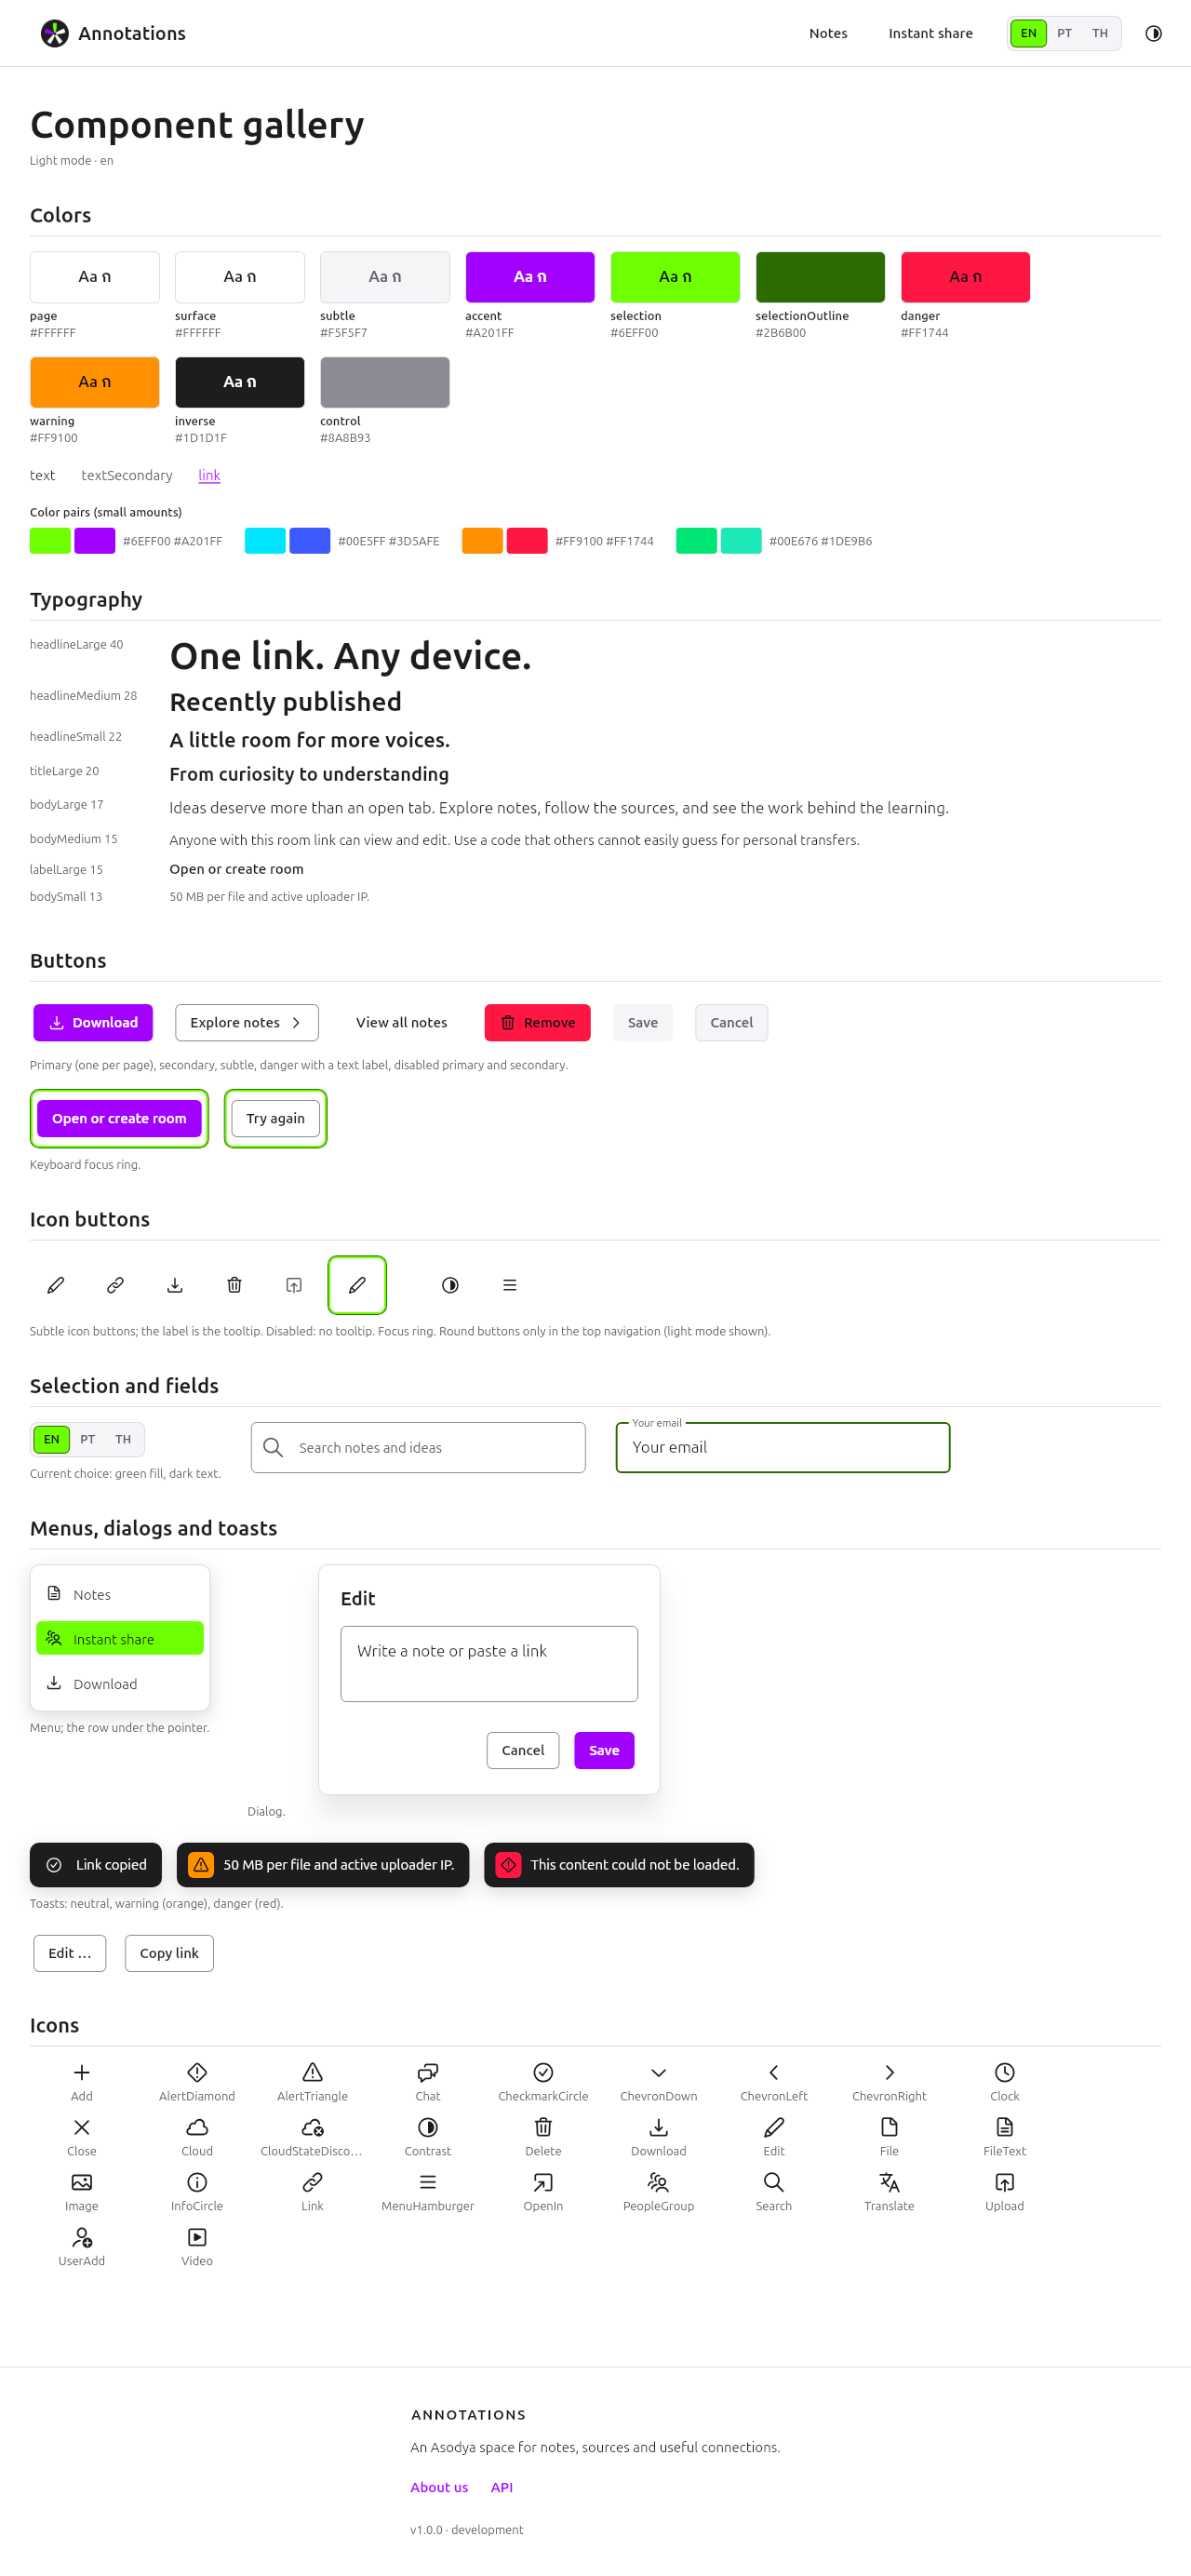 Annotations
Notes Instant share EN PT TH
Component gallery
Light mode · en
Colors
Aa ก Aa ก Aa ก Aa ก Aa ก Aa ก
page surface subtle accent selection selectionOutline danger
#FFFFFF #FFFFFF #F5F5F7 #A201FF #6EFF00 #2B6B00 #FF1744
Aa ก Aa ก
warning inverse control
#FF9100 #1D1D1F #8A8B93
text textSecondary link
Color pairs (small amounts)
#6EFF00 #A201FF #00E5FF #3D5AFE #FF9100 #FF1744 #00E676 #1DE9B6
Typography
headlineLarge 40 One link. Any device.
headlineMedium 28 Recently published
headlineSmall 22 A little room for more voices.
titleLarge 20 From curiosity to understanding
bodyLarge 17 Ideas deserve more than an open tab. Explore notes, follow the sources, and see the work behind the learning.
bodyMedium 15 Anyone with this room link can view and edit. Use a code that others cannot easily guess for personal transfers.
labelLarge 15 Open or create room
bodySmall 13 50 MB per file and active uploader IP.
Buttons
Download Explore notes View all notes Remove Save Cancel
Primary (one per page), secondary, subtle, danger with a text label, disabled primary and secondary.
Open or create room Try again
Keyboard focus ring.
Icon buttons
Subtle icon buttons; the label is the tooltip. Disabled: no tooltip. Focus ring. Round buttons only in the top navigation (light mode shown).
Selection and fields
EN PT TH
Current choice: green fill, dark text.
Search notes and ideas
Your email
Your email
Menus, dialogs and toasts
Notes
Instant share
Download
Menu; the row under the pointer.
Edit
Write a note or paste a link
Cancel Save
Dialog.
Link copied 50 MB per file and active uploader IP. This content could not be loaded.
Toasts: neutral, warning (orange), danger (red).
Edit … Copy link
Icons
Add AlertDiamond AlertTriangle Chat CheckmarkCircle ChevronDown ChevronLeft ChevronRight Clock
Close Cloud CloudStateDisco… Contrast Delete Download Edit File FileText
Image InfoCircle Link MenuHamburger OpenIn PeopleGroup Search Translate Upload
UserAdd Video
ANNOTATIONS
An Asodya space for notes, sources and useful connections.
About us API
v1.0.0 · development